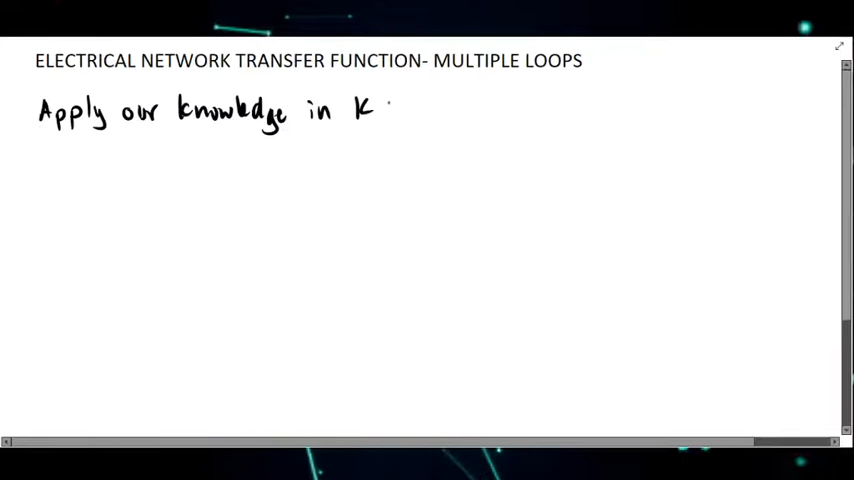 ELECTRICAL NETWORK TRANSFER FUNCTION- MULTIPLE LOOPS
Apply our knowledge in K